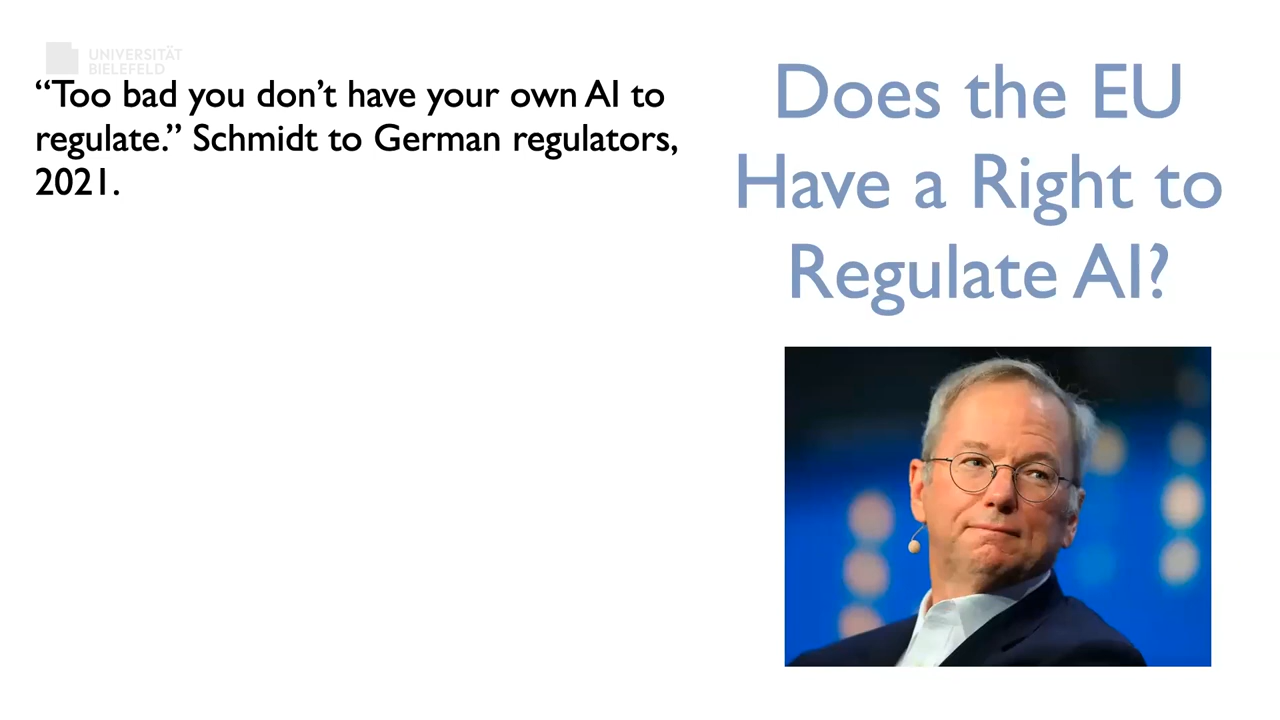 UNIVERSITÄT
BIELEFELD
“Too bad you don’t have your own AI to
regulate.” Schmidt to German regulators,
2021.
Does the EU
Have a Right to
Regulate AI?